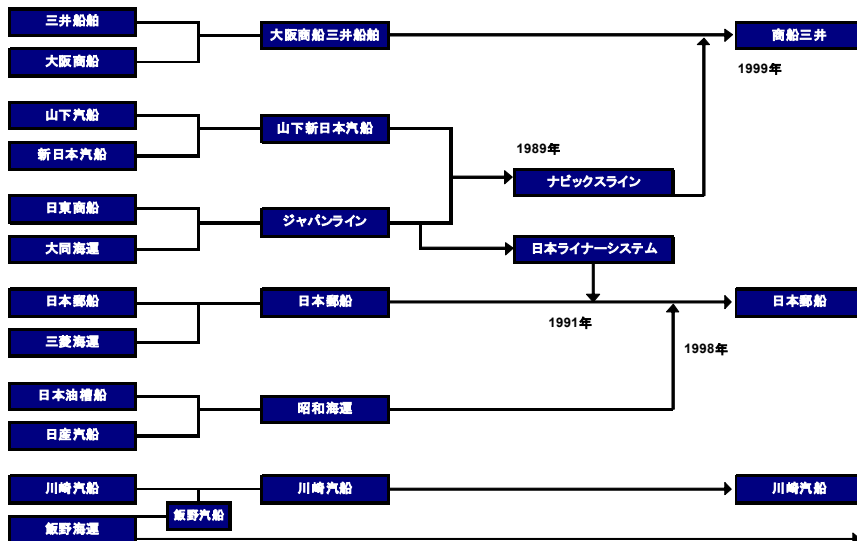 三井船舶
大阪商船三井船舶
商船三井
大阪商船
1999年
山下汽船
山下新日本汽船
新日本汽船
1989年
ナビックスライン
日東商船
ジャパンライン
大同海運
日本ライナーシステム
日本郵船
日本郵船
日本郵船
1991年
三菱海運
1998年
日本油槽船
昭和海運
日産汽船
川崎汽船
川崎汽船
川崎汽船
飯野汽船
飯野海運